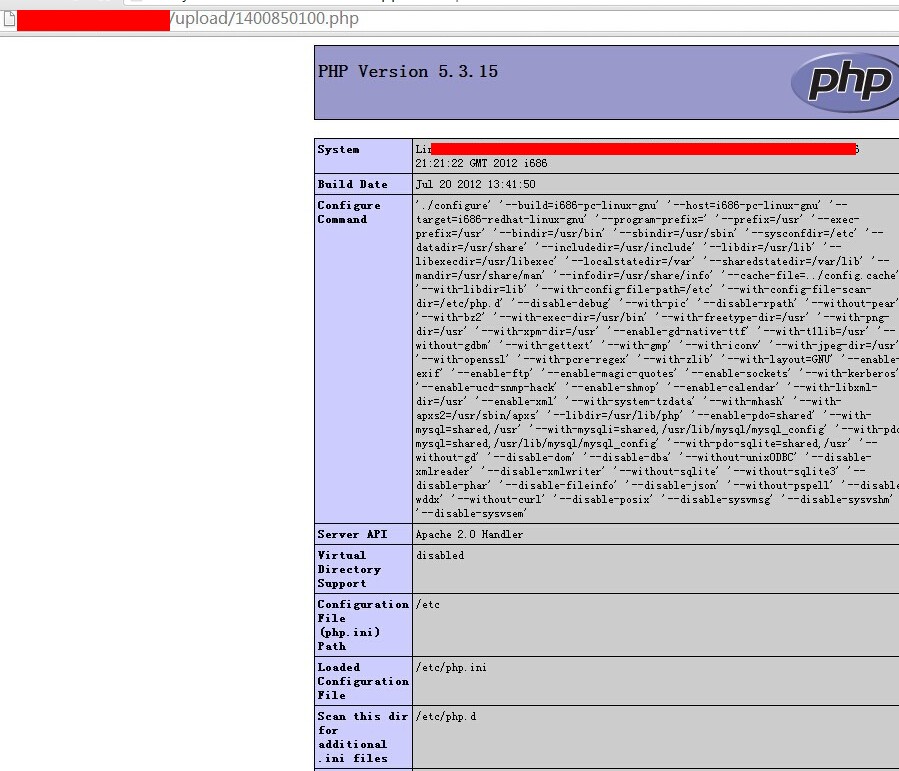 /upload/1400850100.php
PHP Version 5.3.15
php
System
Lin
6
21:21:22 GMT 2012 i686
Build Date
Jul 20 2012 13:41:50
Configure
Command
'./configure' '--build=i686-pc-linux-gnu' '--host=i686-pc-linux-gnu' '--
target=i686-redhat-linux-gnu' '--program-prefix=' '--prefix=/usr' '--exec-
prefix=/usr' '--bindir=/usr/bin' '--sbindir=/usr/sbin' '--sysconfdir=/etc' '--
datadir=/usr/share' '--includedir=/usr/include' '--libdir=/usr/lib' '--
libexecdir=/usr/libexec' '--localstatedir=/var' '--sharedstatedir=/var/lib' '--
mandir=/usr/share/man' '--infodir=/usr/share/info' '--cache-file=../config.cache'
'--with-libdir=lib' '--with-config-file-path=/etc' '--with-config-file-scan-
dir=/etc/php.d' '--disable-debug' '--with-pic' '--disable-rpath' '--without-pear'
'--with-bz2' '--with-exec-dir=/usr/bin' '--with-freetype-dir=/usr' '--with-png-
dir=/usr' '--with-xpm-dir=/usr' '--enable-gd-native-ttf' '--with-t1lib=/usr' '--
without-gdbm' '--with-gettext' '--with-gmp' '--with-iconv' '--with-jpeg-dir=/usr'
'--with-openssl' '--with-pcre-regex' '--with-zlib' '--with-layout=GNU' '--enable-
exif' '--enable-ftp' '--enable-magic-quotes' '--enable-sockets' '--with-kerberos'
'--enable-ucd-snmp-hack' '--enable-shmop' '--enable-calendar' '--with-libxml-
dir=/usr' '--enable-xml' '--with-system-tzdata' '--with-mhash' '--with-
apxs2=/usr/sbin/apxs' '--libdir=/usr/lib/php' '--enable-pdo=shared' '--with-
mysql=shared,/usr' '--with-mysqli=shared,/usr/lib/mysql/mysql_config' '--with-pdo
mysql=shared,/usr/lib/mysql/mysql_config' '--with-pdo-sqlite=shared,/usr' '--
without-gd' '--disable-dom' '--disable-dba' '--without-unixODBC' '--disable-
xmlreader' '--disable-xmlwriter' '--without-sqlite' '--without-sqlite3' '--
disable-phar' '--disable-fileinfo' '--disable-json' '--without-pspell' '--disable
wddx' '--without-curl' '--disable-posix' '--disable-sysvmsg' '--disable-sysvshm'
'--disable-sysvsem'
Server API
Apache 2.0 Handler
Virtual
Directory
Support
disabled
Configuration
File
(php.ini)
Path
/etc
Loaded
Configuration
File
/etc/php.ini
Scan this dir
for
additional
.ini files
/etc/php.d